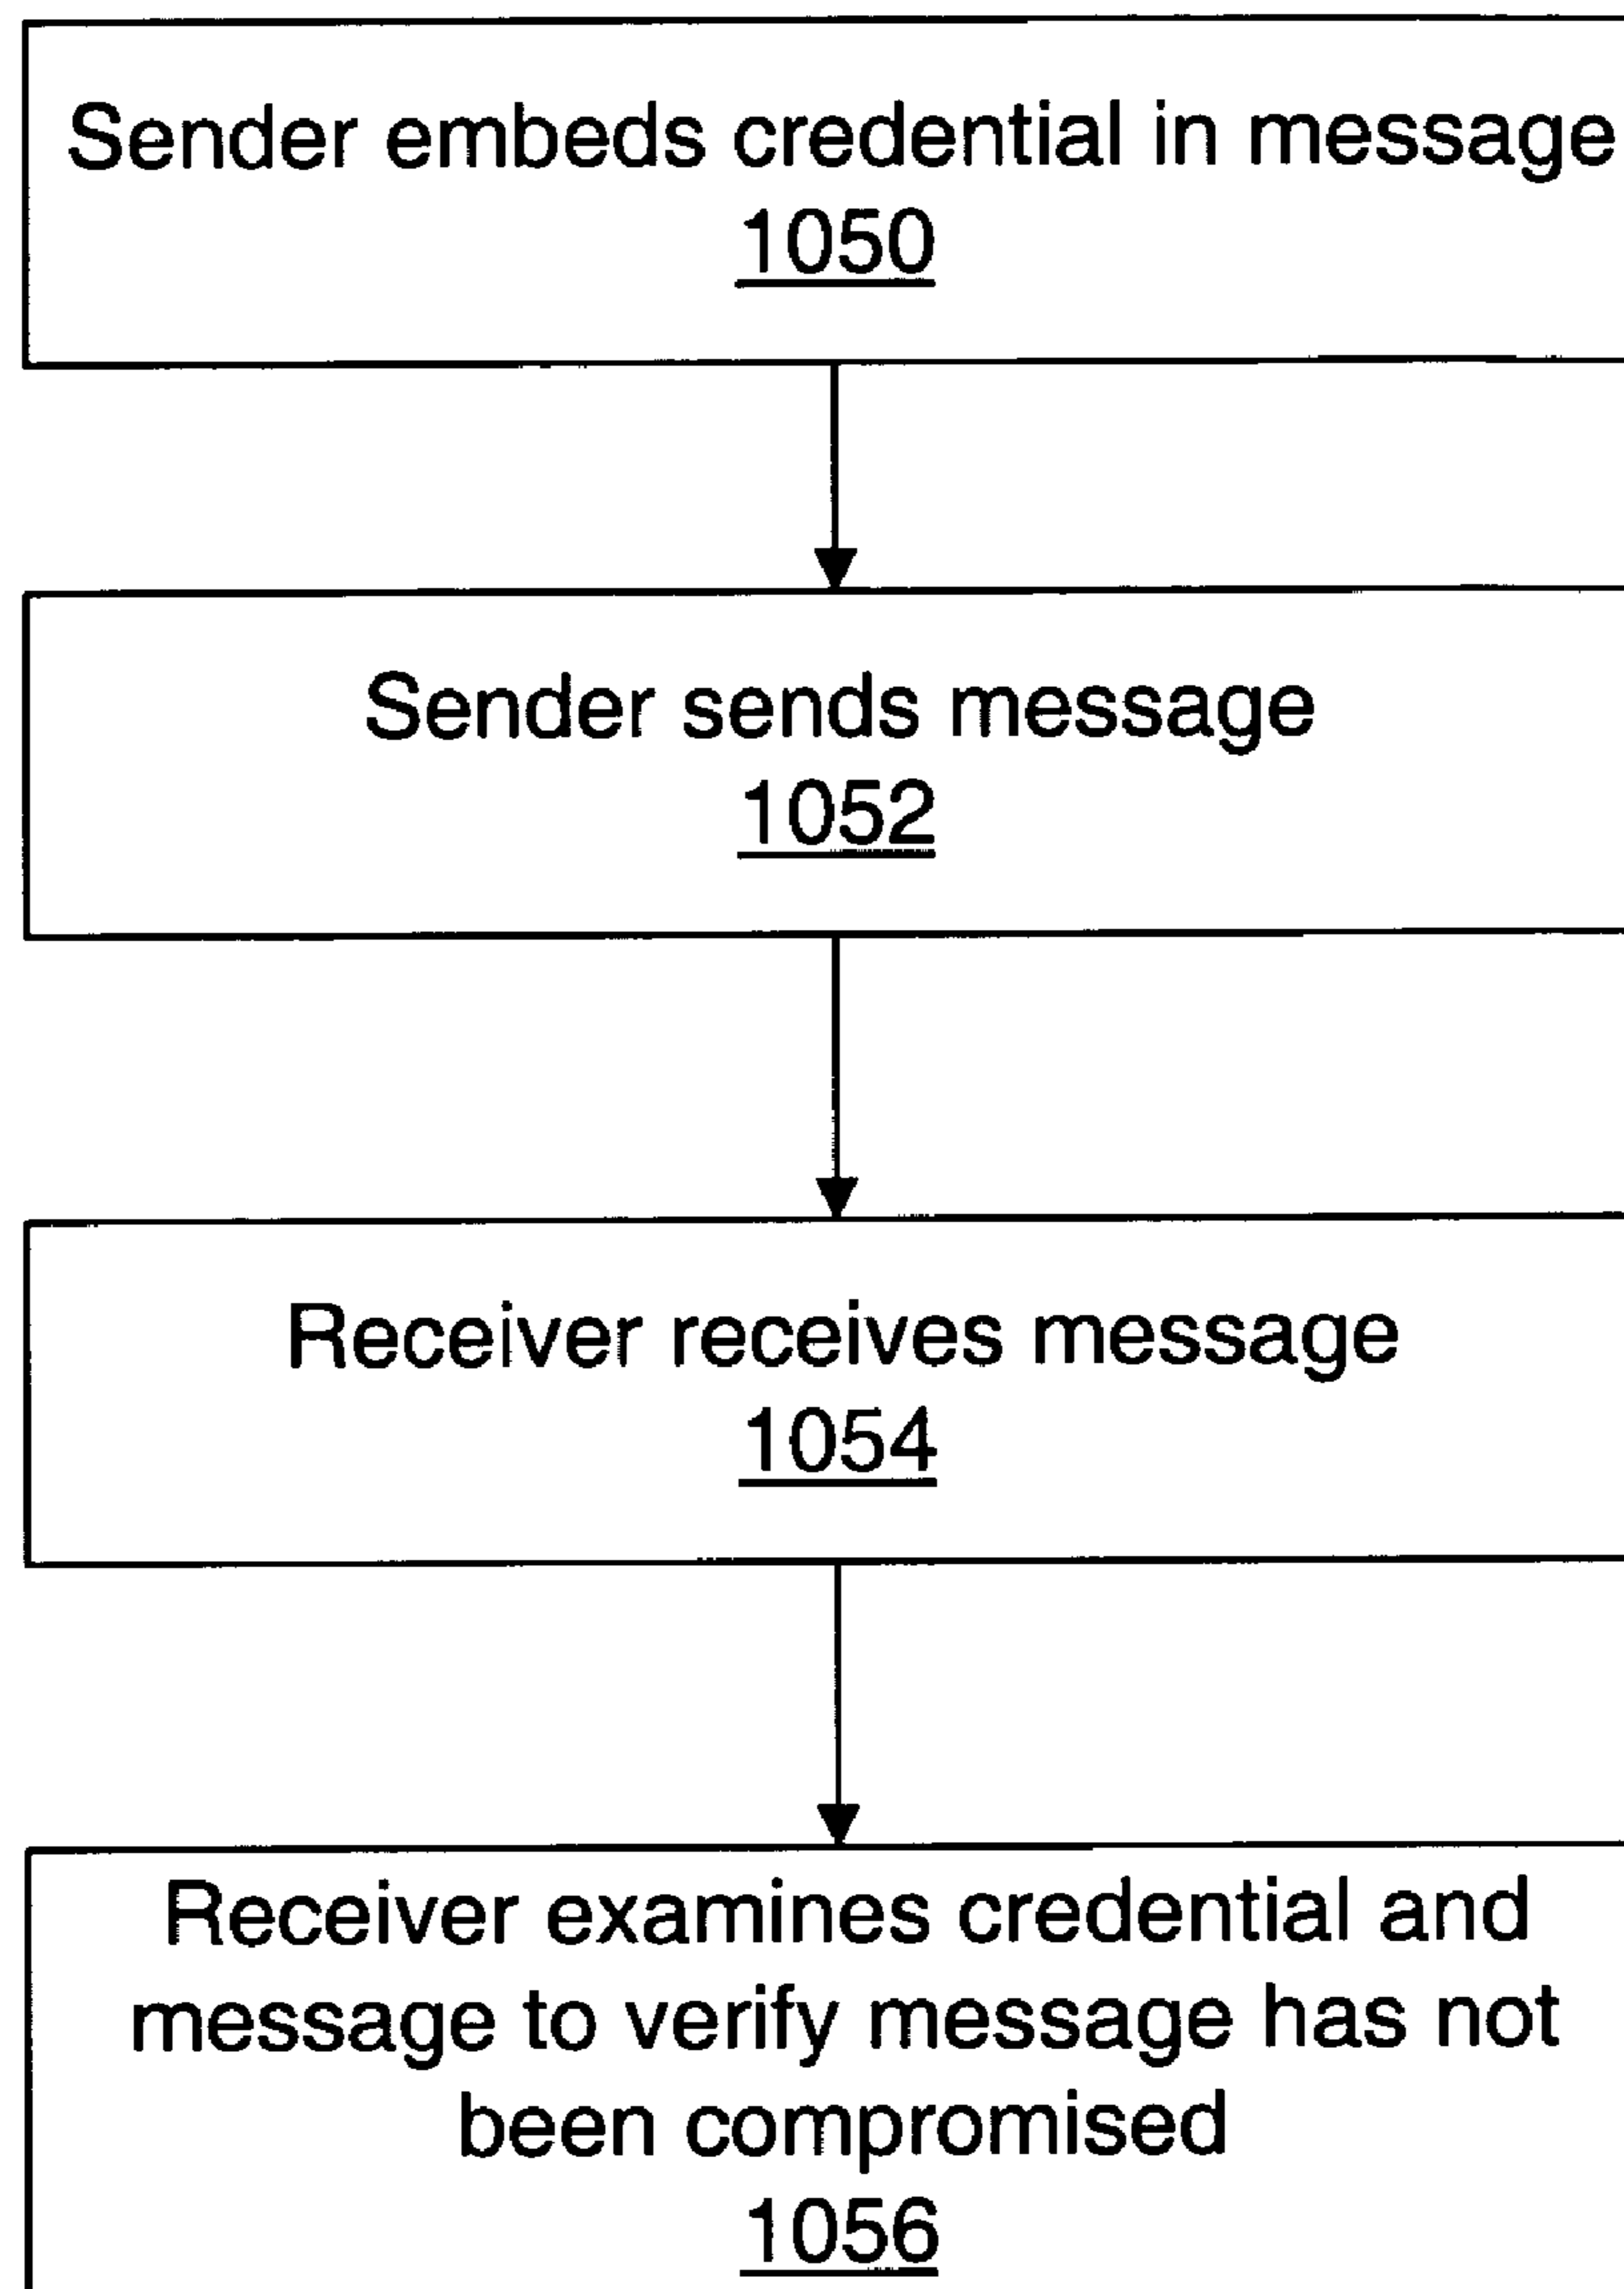 Sender embeds credential in message
1050
Sender sends message
1052
Receiver receives message
1054
Receiver examines credential and
message to verify message has not
been compromised
1056